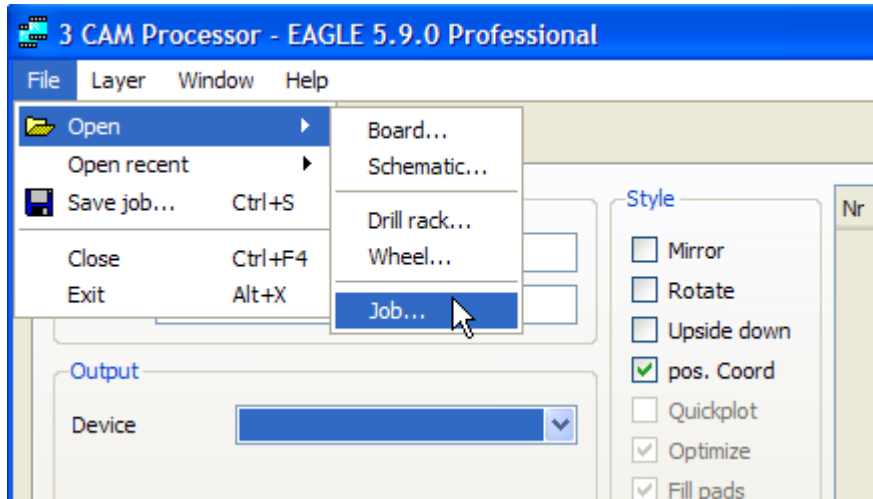 3 CAM Processor - EAGLE 5.9.0 Professional
File Layer Window Help
Open
Open recent
Save job... Ctrl+S
Close Ctrl+F4
Exit Alt+X
Board...
Schematic...
Drill rack...
Wheel...
Job...
Style
Mirror
Rotate
Upside down
pos. Coord
Quickplot
Optimize
Fill pads
Nr
Output
Device